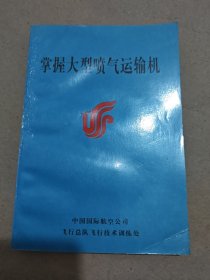 掌握大型喷气运输机
中国国际航空公司
飞行总队飞行技术训练处